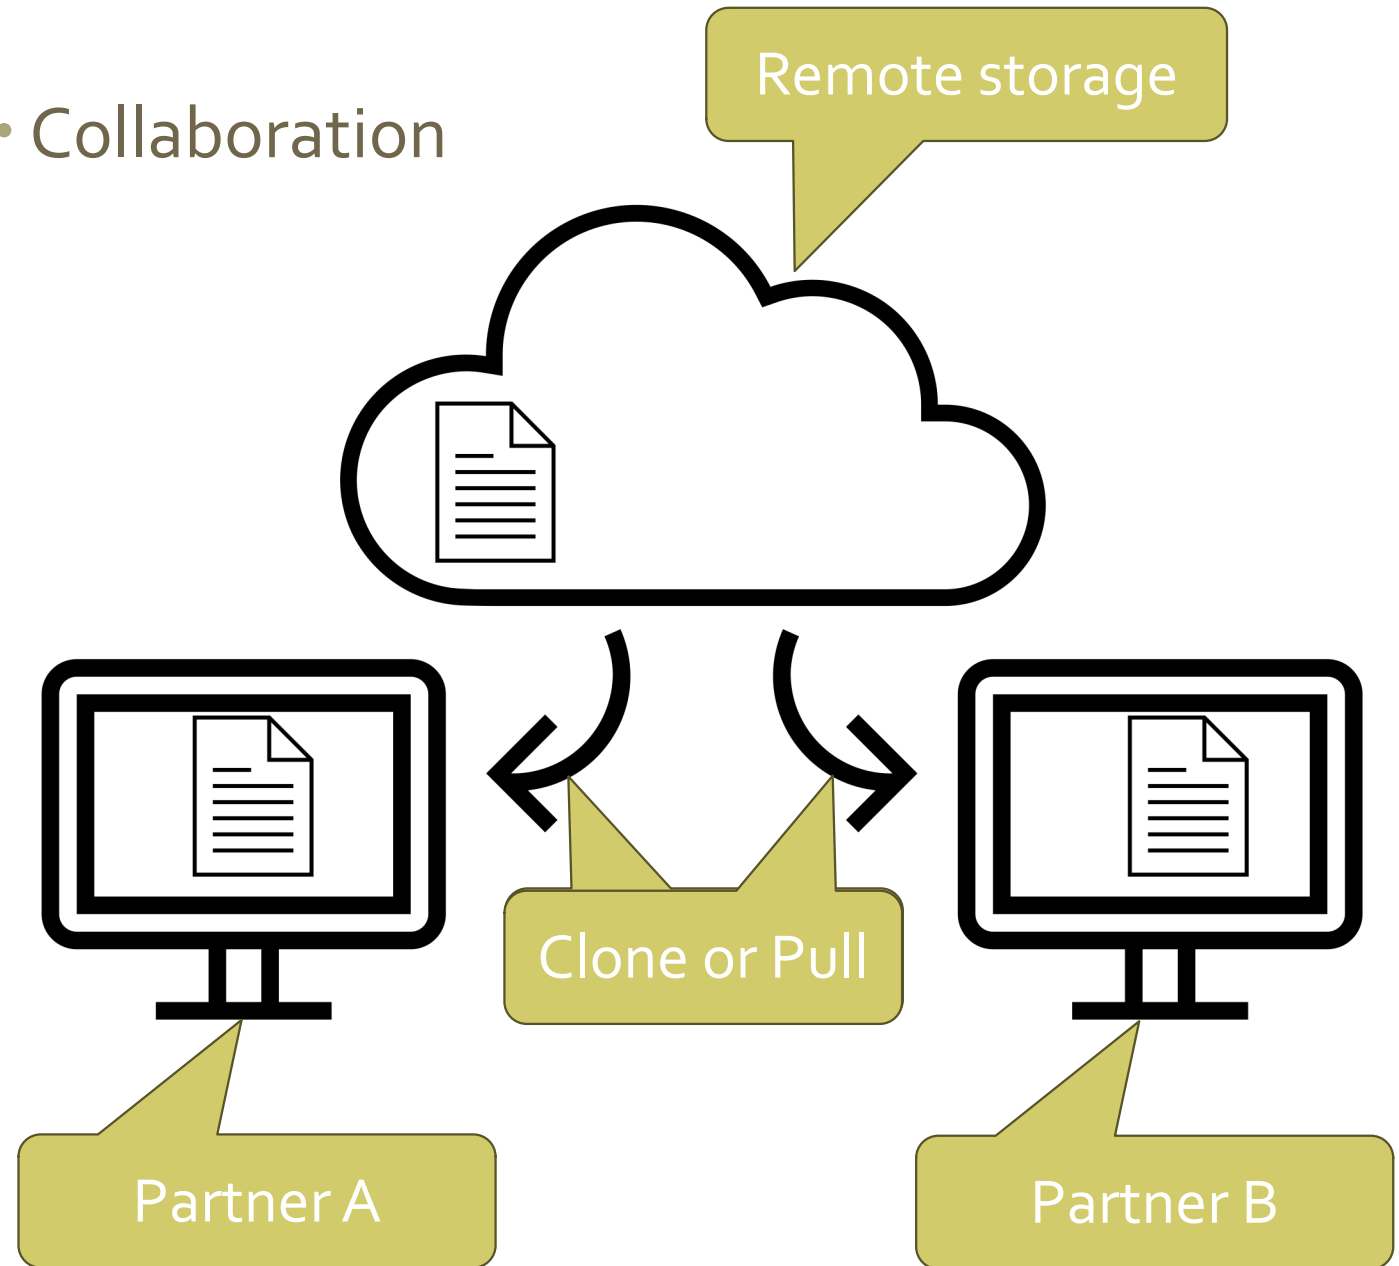 Remote storage
• Collaboration
Clone or Pull
Partner A
Partner B